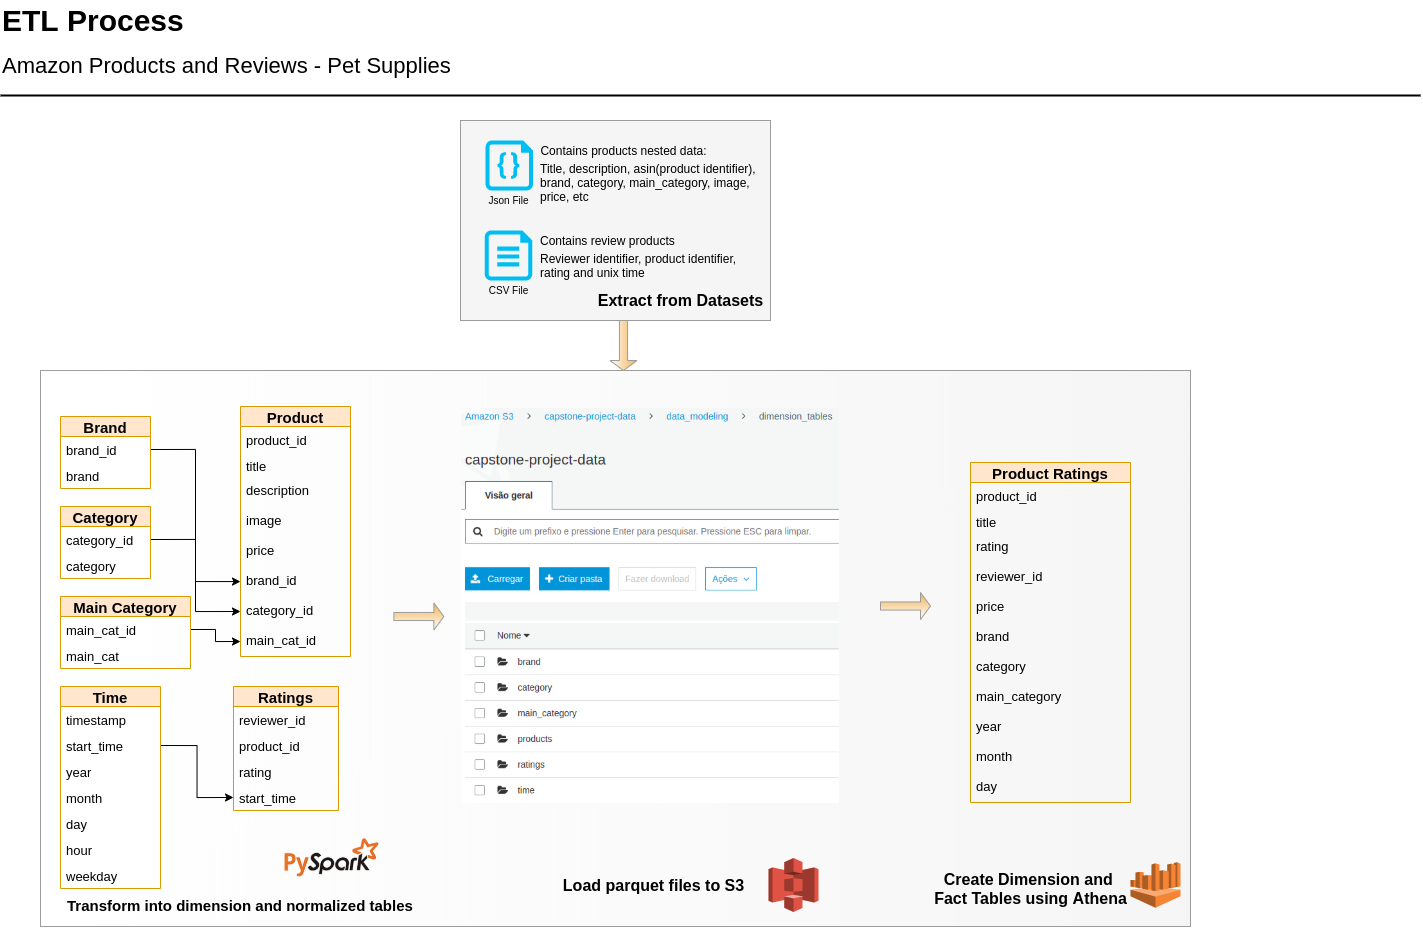 ETL Process
Amazon Products and Reviews - Pet Supplies
Contains products nested data:
Title, description, asin(product identifier),
brand, category, main_category, image,
price, etc
Json File
Contains review products
Reviewer identifier, product identifier,
rating and unix time
CSV File
Extract from Datasets
Brand
brand_id
brand
Category
category_id
category
Main Category
main_cat_id
main_cat
Time
timestamp
start_time
year
month
day
hour
weekday
Product
product_id
title
description
image
price
brand_id
category_id
main_cat_id
Ratings
reviewer_id
product_id
rating
start_time
PySpark
Transform into dimension and normalized tables
Amazon S3 > capstone-project-data > data_modeling > dimension_tables
capstone-project-data
Visão geral
Digite um prefixo e pressione Enter para pesquisar. Pressione ESC para limpar.
Carregar + Criar pasta Fazer download Ações
Nome
brand
category
main_category
products
ratings
time
Load parquet files to S3
Product Ratings
product_id
title
rating
reviewer_id
price
brand
category
main_category
year
month
day
Create Dimension and
Fact Tables using Athena